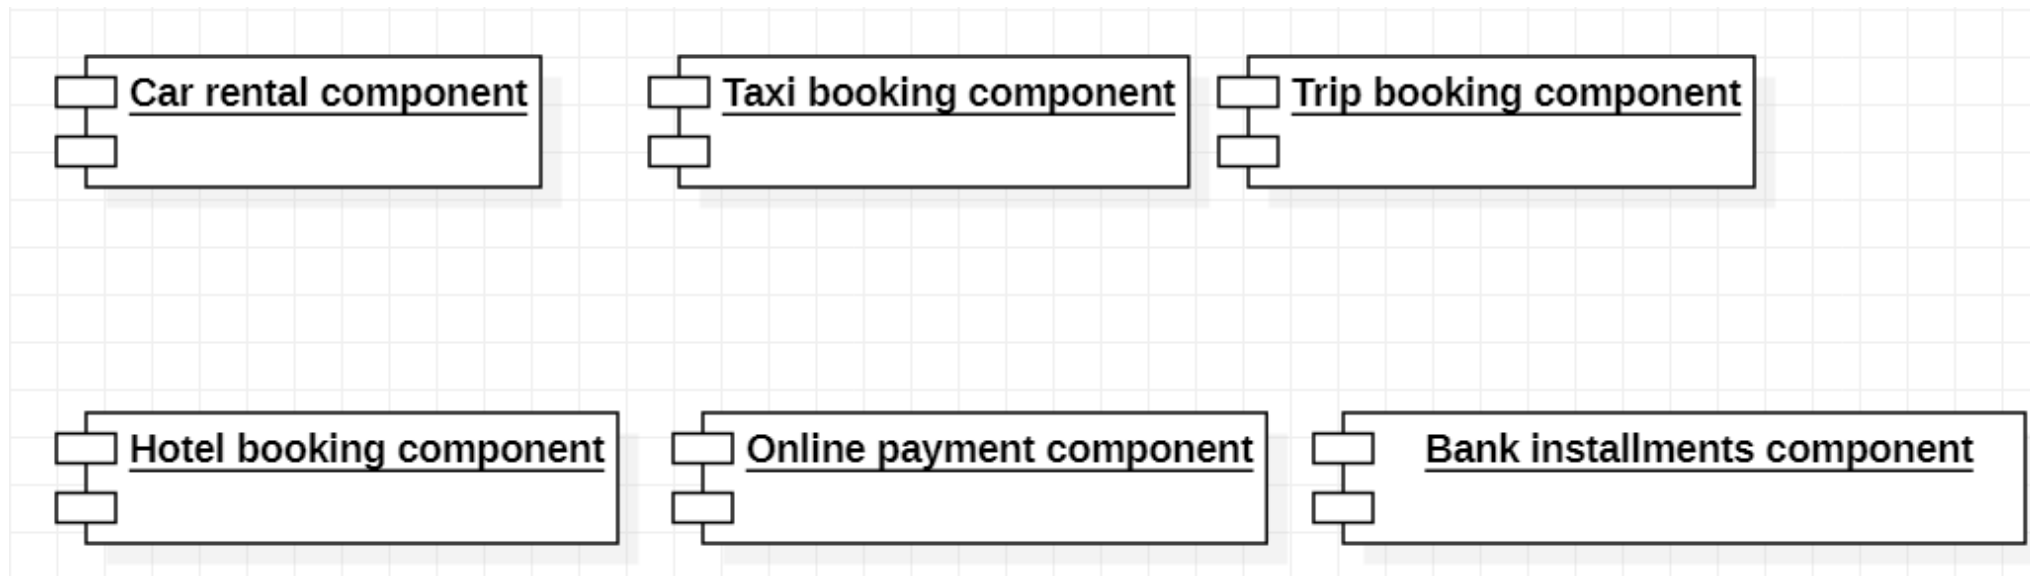 Car rental component
Taxi booking component
Trip booking component
Hotel booking component
Online payment component
Bank installments component